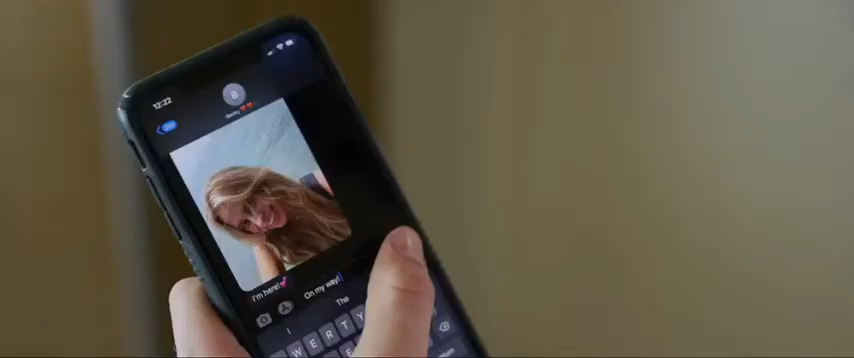 12:22
B
Becky ❤️❤️
I'm here!💕
On my way!
I
The
W E R T Y